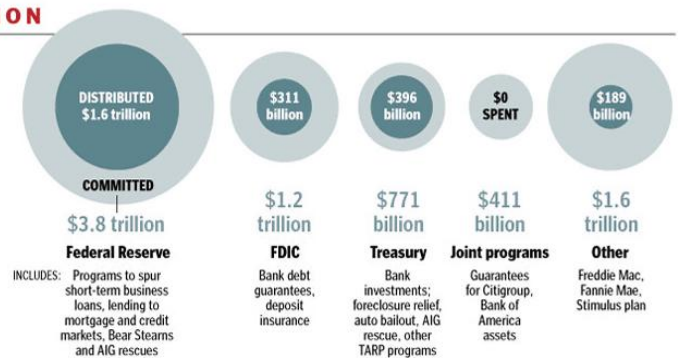 ON
DISTRIBUTED
$1.6 trillion
COMMITTED
$3.8 trillion
Federal Reserve
INCLUDES: Programs to spur
short-term business
loans, lending to
mortgage and credit
markets, Bear Stearns
and AIG rescues
$311
billion
$1.2
trillion
FDIC
Bank debt
guarantees,
deposit
insurance
$396
billion
$771
billion
Treasury
Bank
investments;
foreclosure relief,
auto bailout, AIG
rescue, other
TARP programs
$0
SPENT
$411
billion
Joint programs
Guarantees
for Citigroup,
Bank of
America
assets
$189
billion
$1.6
trillion
Other
Freddie Mac,
Fannie Mae,
Stimulus plan